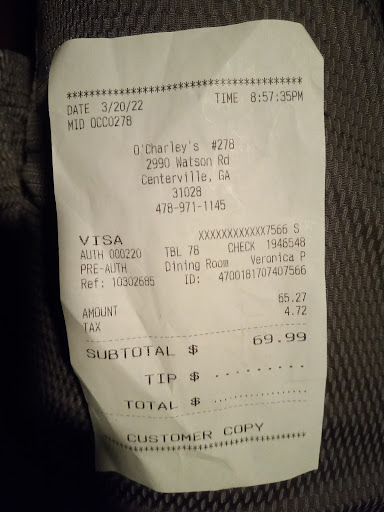 ******************************************
DATE 3/20/22 TIME 8:57:35PM
MID OCC0278
O'Charley's #278
2990 Watson Rd
Centerville, GA
31028
478-971-1145
VISA XXXXXXXXXXXX7566 S
AUTH 000220 TBL 78 CHECK 1946548
PRE-AUTH Dining Room Veronica P
Ref: 10302685 ID: 4700181707407566
AMOUNT 65.27
TAX 4.72
SUBTOTAL $ 69.99
TIP $ .........
TOTAL $ ...............
CUSTOMER COPY
******************************************